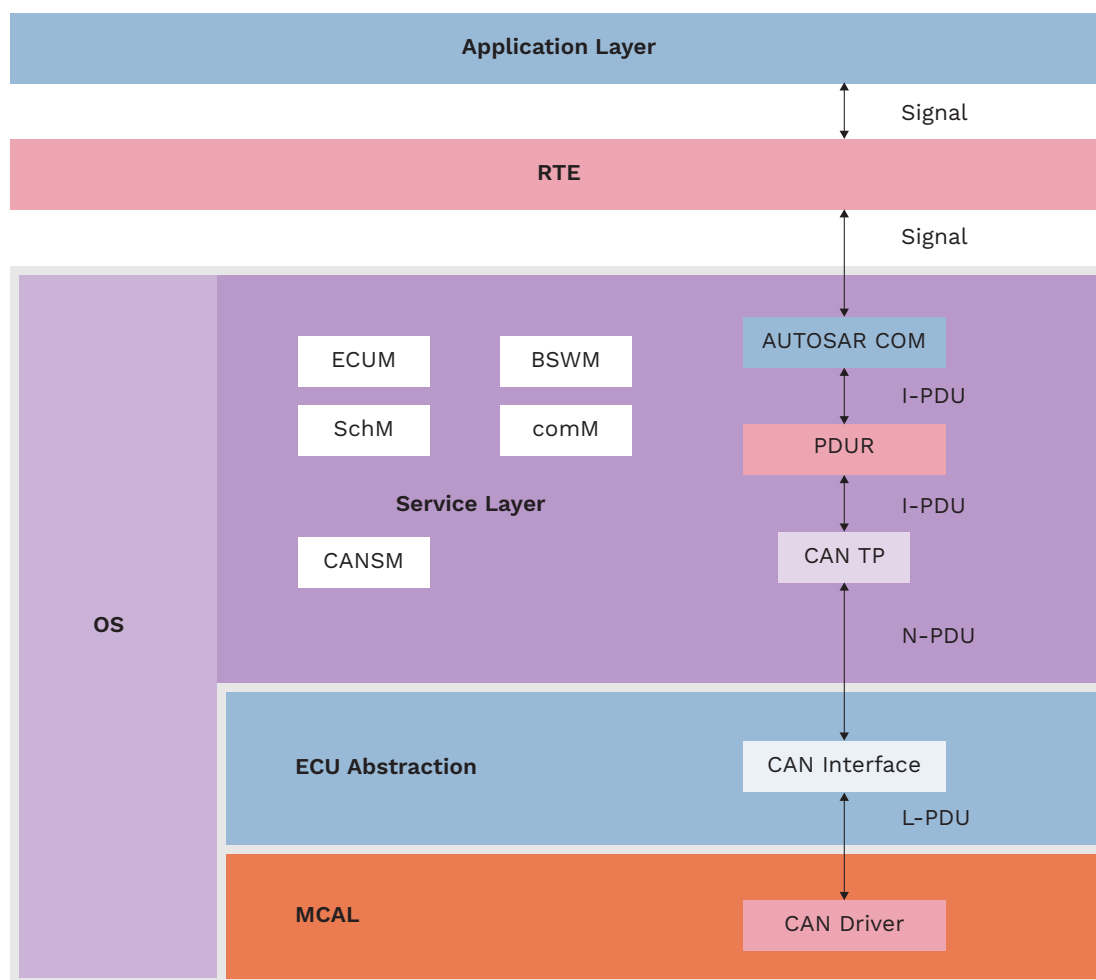 Application Layer
Signal
RTE
Signal
AUTOSAR COM
ECUM
BSWM
I-PDU
SchM
comM
PDUR
Service Layer
I-PDU
CANSM
CAN TP
OS
N-PDU
ECU Abstraction
CAN Interface
L-PDU
MCAL
CAN Driver